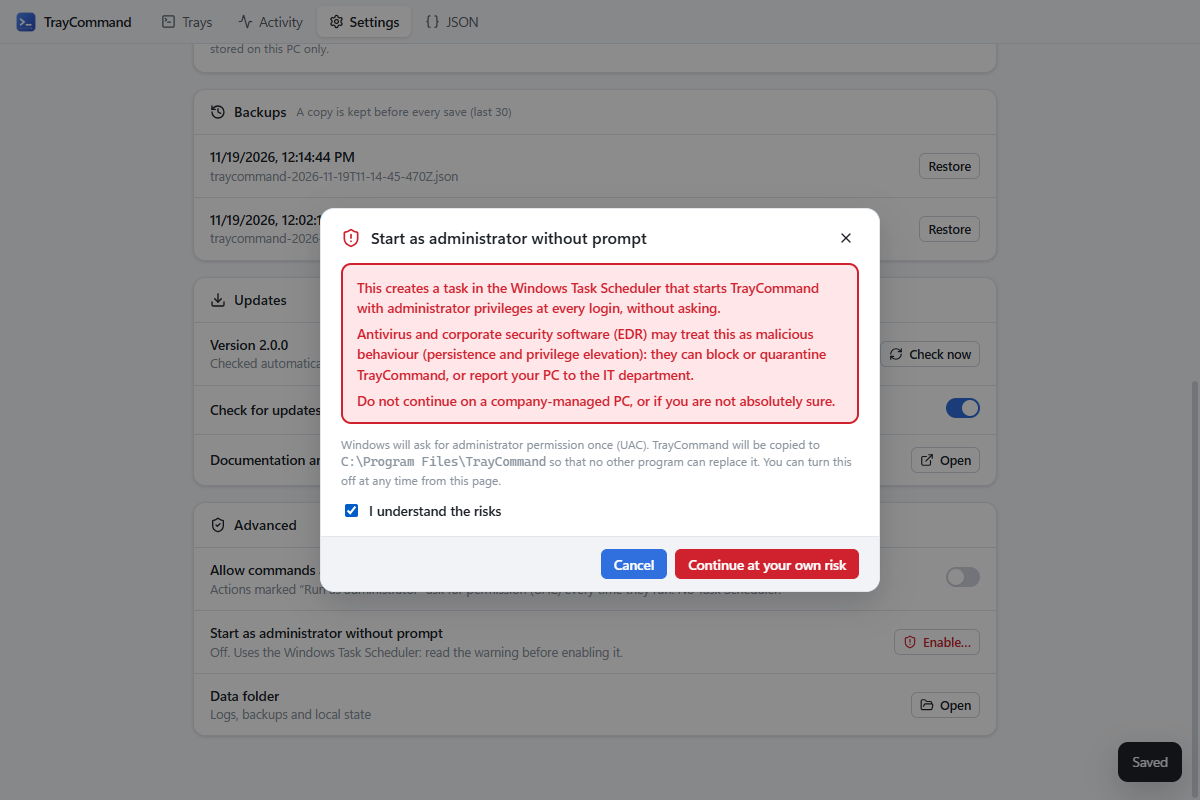 TrayCommand
Trays
Activity
Settings
JSON
stored on this PC only.
Backups
A copy is kept before every save (last 30)
11/19/2026, 12:14:44 PM
traycommand-2026-11-19T11-14-45-470Z.json
Restore
11/19/2026, 12:02:1
traycommand-2026-
Restore
Updates
Version 2.0.0
Checked automatica
Check now
Check for updates
Documentation an
Open
Advanced
Allow commands
Actions marked "Run as administrator" ask for permission (UAC) every time they run. No Task Scheduler.
Start as administrator without prompt
Off. Uses the Windows Task Scheduler: read the warning before enabling it.
Enable...
Data folder
Logs, backups and local state
Open
Start as administrator without prompt
This creates a task in the Windows Task Scheduler that starts TrayCommand
with administrator privileges at every login, without asking.
Antivirus and corporate security software (EDR) may treat this as malicious
behaviour (persistence and privilege elevation): they can block or quarantine
TrayCommand, or report your PC to the IT department.
Do not continue on a company-managed PC, or if you are not absolutely sure.
Windows will ask for administrator permission once (UAC). TrayCommand will be copied to
C:\Program Files\TrayCommand so that no other program can replace it. You can turn this
off at any time from this page.
I understand the risks
Cancel
Continue at your own risk
Saved